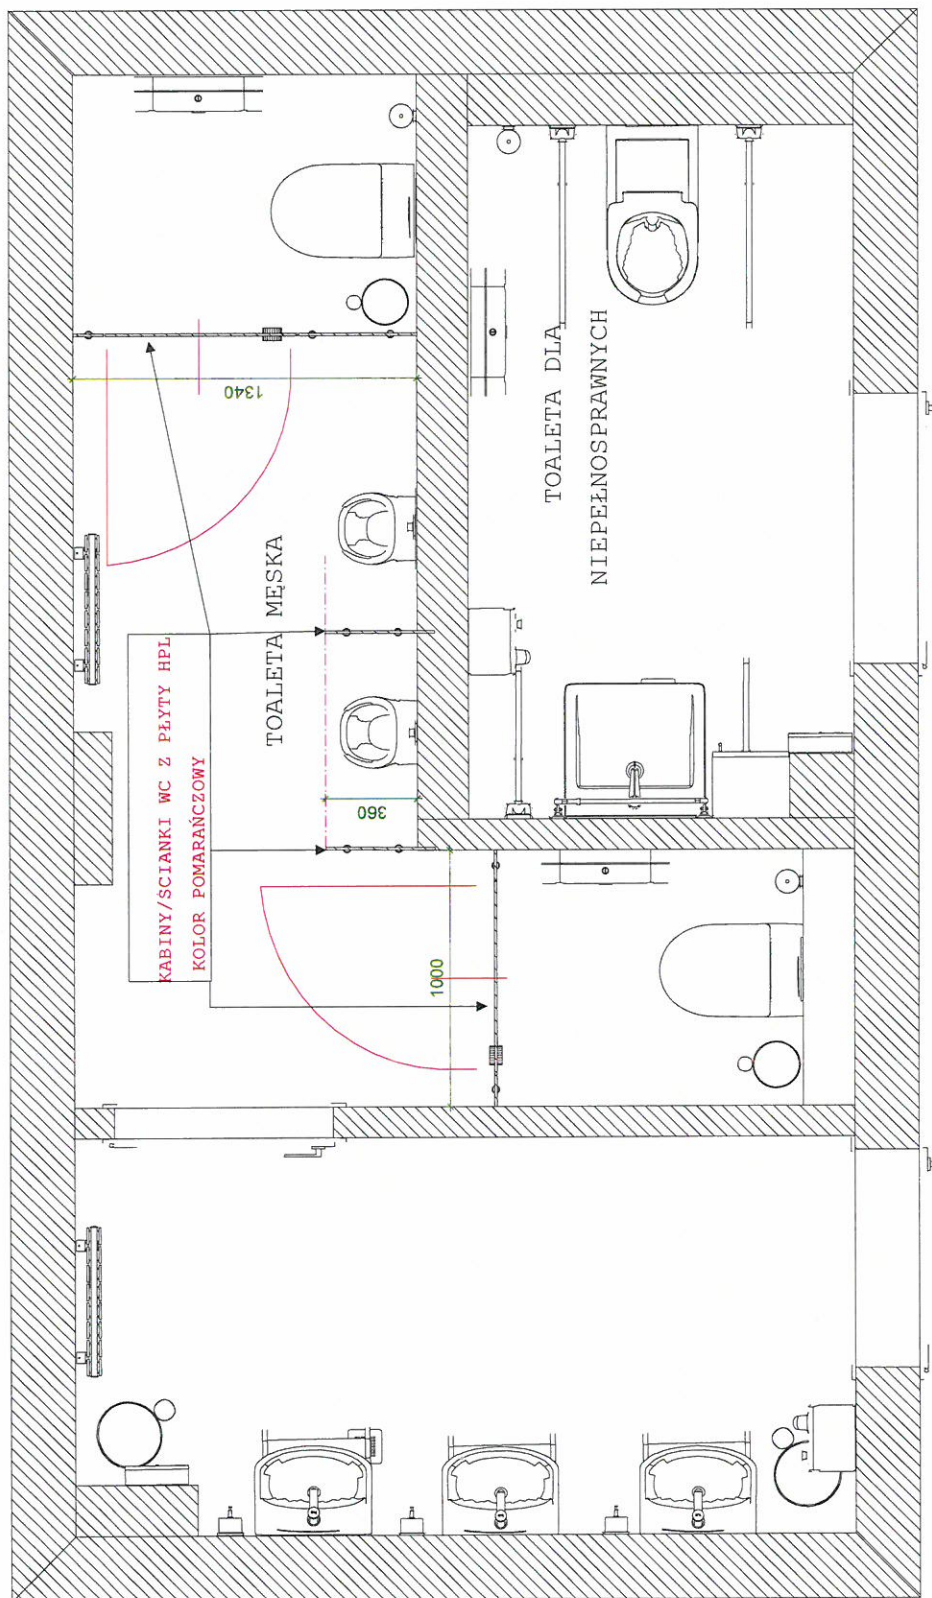 KABINY/ŚCIANKI WC Z PŁYTY HPL
KOLOR POMARAŃCZOWY
TOALETA MĘSKA
TOALETA DLA
NIEPEŁNOSPRAWNYCH
1340
360
1000